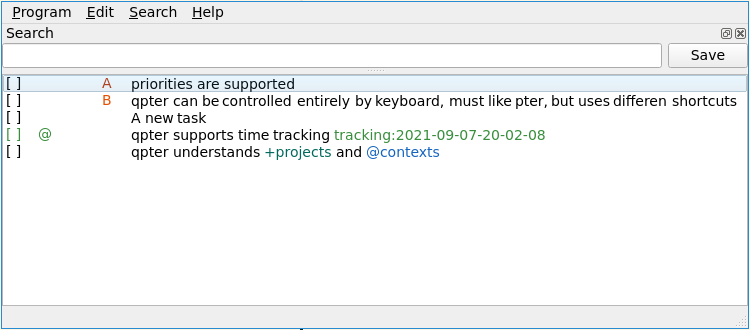 Program Edit Search Help
Search
Save
[ ] A priorities are supported
[ ] B qpter can be controlled entirely by keyboard, must like pter, but uses differen shortcuts
[ ] A new task
[ ] @ qpter supports time tracking tracking:2021-09-07-20-02-08
[ ] qpter understands +projects and @contexts